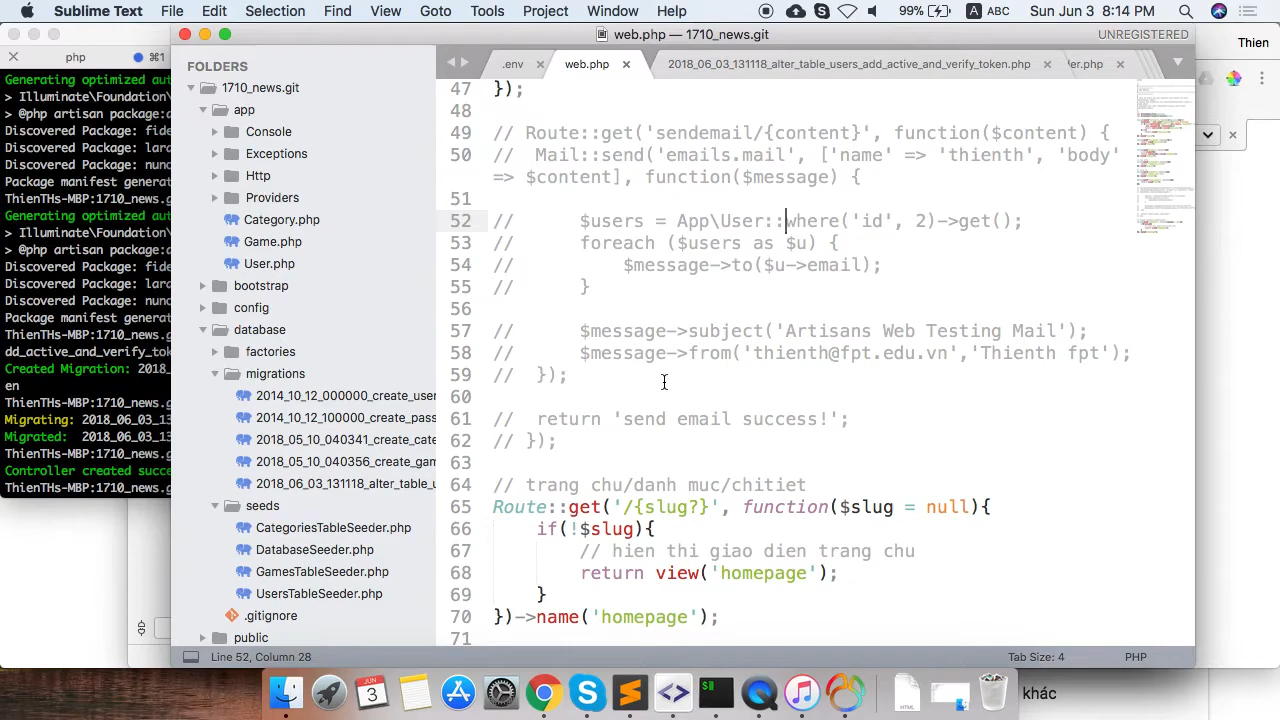 Sublime Text File Edit Selection Find View Goto Tools Project Window Help 99% A ABC Sun Jun 3 8:14 PM
web.php — 1710_news.git UNREGISTERED
php ⌘1 Thien
FOLDERS
.env web.php 2018_06_03_131118_alter_table_users_add_active_and_verify_token.php ler.php
Generating optimized aut
> Illuminate\Foundation\
> @php artisan package:d
Discovered Package: fide
Discovered Package: lara
Discovered Package: nuno
Package manifest generat
ThienTHs-MBP:1710_news.g
Generating optimized aut
> Illuminate\Foundation\
> @php artisan package:d
Discovered Package: fide
Discovered Package: lara
Discovered Package: nuno
Package manifest generat
ThienTHs-MBP:1710_news.g
dd_active_and_verify_tok
Created Migration: 2018_
en
ThienTHs-MBP:1710_news.g
Migrating: 2018_06_03_13
Migrated: 2018_06_03_13
ThienTHs-MBP:1710_news.g
Controller created succe
ThienTHs-MBP:1710_news.g
1710_news.git
app
Console
Exceptions
Http
Providers
Category.php
Game.php
User.php
bootstrap
config
database
factories
migrations
2014_10_12_000000_create_user
2014_10_12_100000_create_pass
2018_05_10_040341_create_cate
2018_05_10_040356_create_gam
2018_06_03_131118_alter_table_u
seeds
CategoriesTableSeeder.php
DatabaseSeeder.php
GamesTableSeeder.php
UsersTableSeeder.php
.gitignore
public
47 });
48
49 // Route::get('sendemail/{content}', function($content) {
50 //  Mail::send('emails.mail', ['name' => 'thienth', 'body'
=> $content], function($message) {
51
52 //      $users = App\User::where('id', 2)->get();
53 //      foreach ($users as $u) {
54 //          $message->to($u->email);
55 //      }
56
57 //      $message->subject('Artisans Web Testing Mail');
58 //      $message->from('thienth@fpt.edu.vn','Thienth fpt');
59 //  });
60
61 //  return 'send email success!';
62 // });
63
64 // trang chu/danh muc/chitiet
65 Route::get('/{slug?}', function($slug = null){
66     if(!$slug){
67         // hien thi giao dien trang chu
68         return view('homepage');
69     }
70 })->name('homepage');
71
Line 52, Column 28 Tab Size: 4 PHP
3
khác